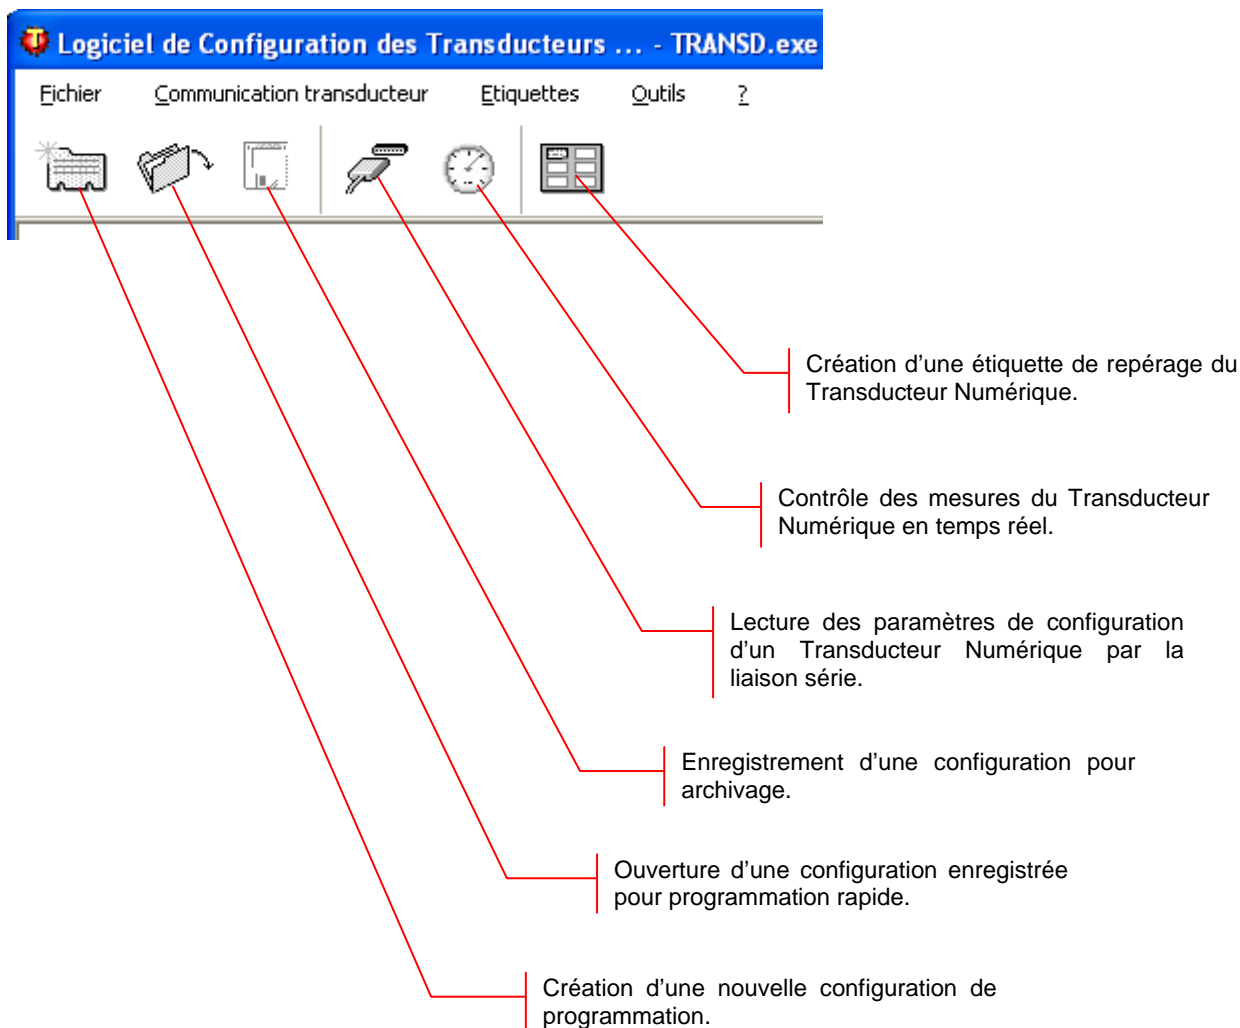 Logiciel de Configuration des Transducteurs ... - TRANSD.exe
Fichier Communication transducteur Etiquettes Outils ?
Création d’une étiquette de repérage du
Transducteur Numérique.
Contrôle des mesures du Transducteur
Numérique en temps réel.
Lecture des paramètres de configuration
d’un Transducteur Numérique par la
liaison série.
Enregistrement d’une configuration pour
archivage.
Ouverture d’une configuration enregistrée
pour programmation rapide.
Création d’une nouvelle configuration de
programmation.